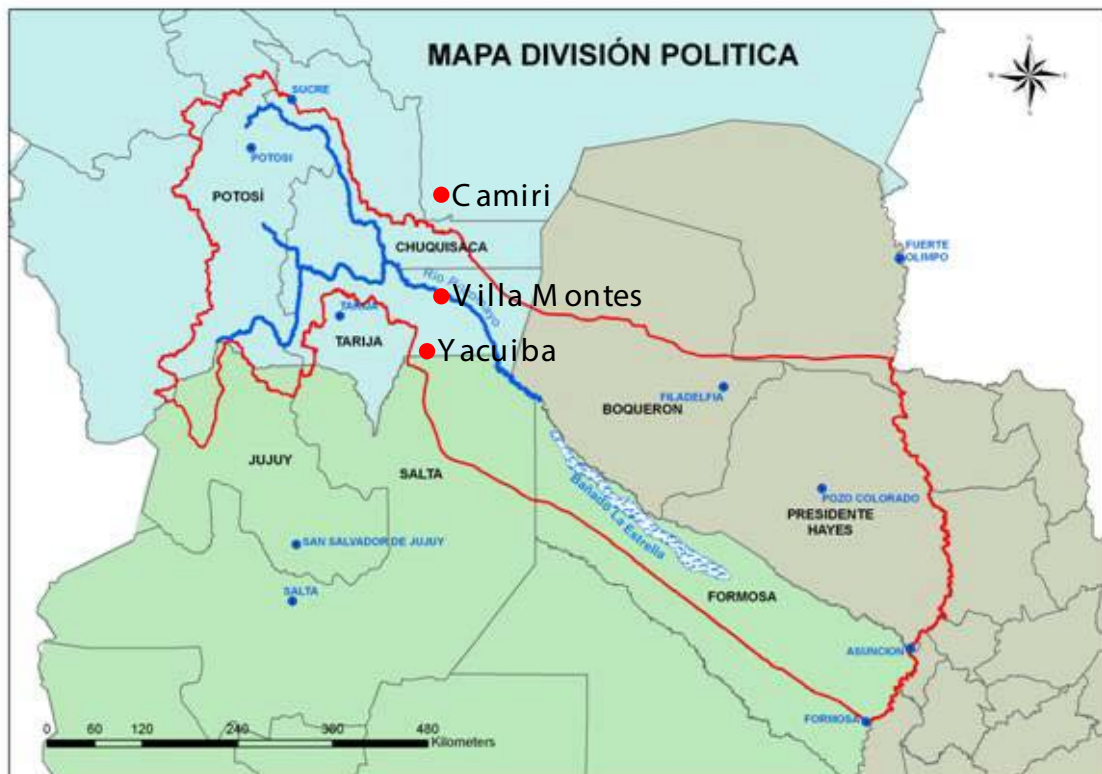 MAPA DIVISIÓN POLITICA
N
SUCRE
POTOSI
POTOSÍ
Camiri
CHUQUISACA
FUERTE
OLIMPO
Río Pilcomayo
Villa Montes
TARIJA
TARIJA
Yacuiba
FILADELFIA
BOQUERON
JUJUY
SALTA
Bañado La Estrella
POZO COLORADO
PRESIDENTE
HAYES
SAN SALVADOR DE JUJUY
SALTA
FORMOSA
ASUNCION
FORMOSA
0 60 120 240 360 480
Kilometers